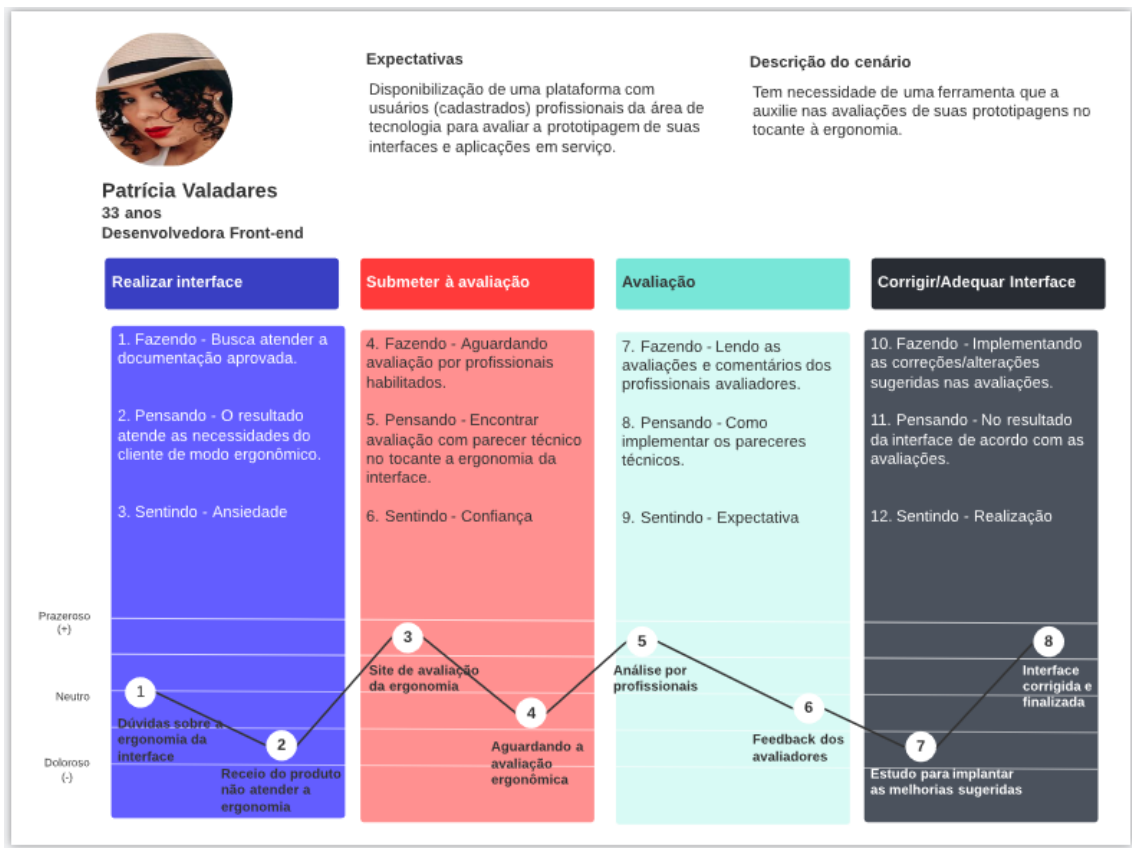 Expectativas
Disponibilização de uma plataforma com
usuários (cadastrados) profissionais da área de
tecnologia para avaliar a prototipagem de suas
interfaces e aplicações em serviço.
Descrição do cenário
Tem necessidade de uma ferramenta que a
auxilie nas avaliações de suas prototipagens no
tocante à ergonomia.
Patrícia Valadares
33 anos
Desenvolvedora Front-end
Realizar interface
1. Fazendo - Busca atender a
documentação aprovada.
2. Pensando - O resultado
atende as necessidades do
cliente de modo ergonômico.
3. Sentindo - Ansiedade
Submeter à avaliação
4. Fazendo - Aguardando
avaliação por profissionais
habilitados.
5. Pensando - Encontrar
avaliação com parecer técnico
no tocante a ergonomia da
interface.
6. Sentindo - Confiança
Avaliação
7. Fazendo - Lendo as
avaliações e comentários dos
profissionais avaliadores.
8. Pensando - Como
implementar os pareceres
técnicos.
9. Sentindo - Expectativa
Corrigir/Adequar Interface
10. Fazendo - Implementando
as correções/alterações
sugeridas nas avaliações.
11. Pensando - No resultado
da interface de acordo com as
avaliações.
12. Sentindo - Realização
Prazeroso
(+)
Neutro
Doloroso
(-)
1
Dúvidas sobre a
ergonomia da
interface
2
Receio do produto
não atender a
ergonomia
3
Site de avaliação
da ergonomia
4
Aguardando a
avaliação
ergonômica
5
Análise por
profissionais
6
Feedback dos
avaliadores
7
Estudo para implantar
as melhorias sugeridas
8
Interface
corrigida e
finalizada